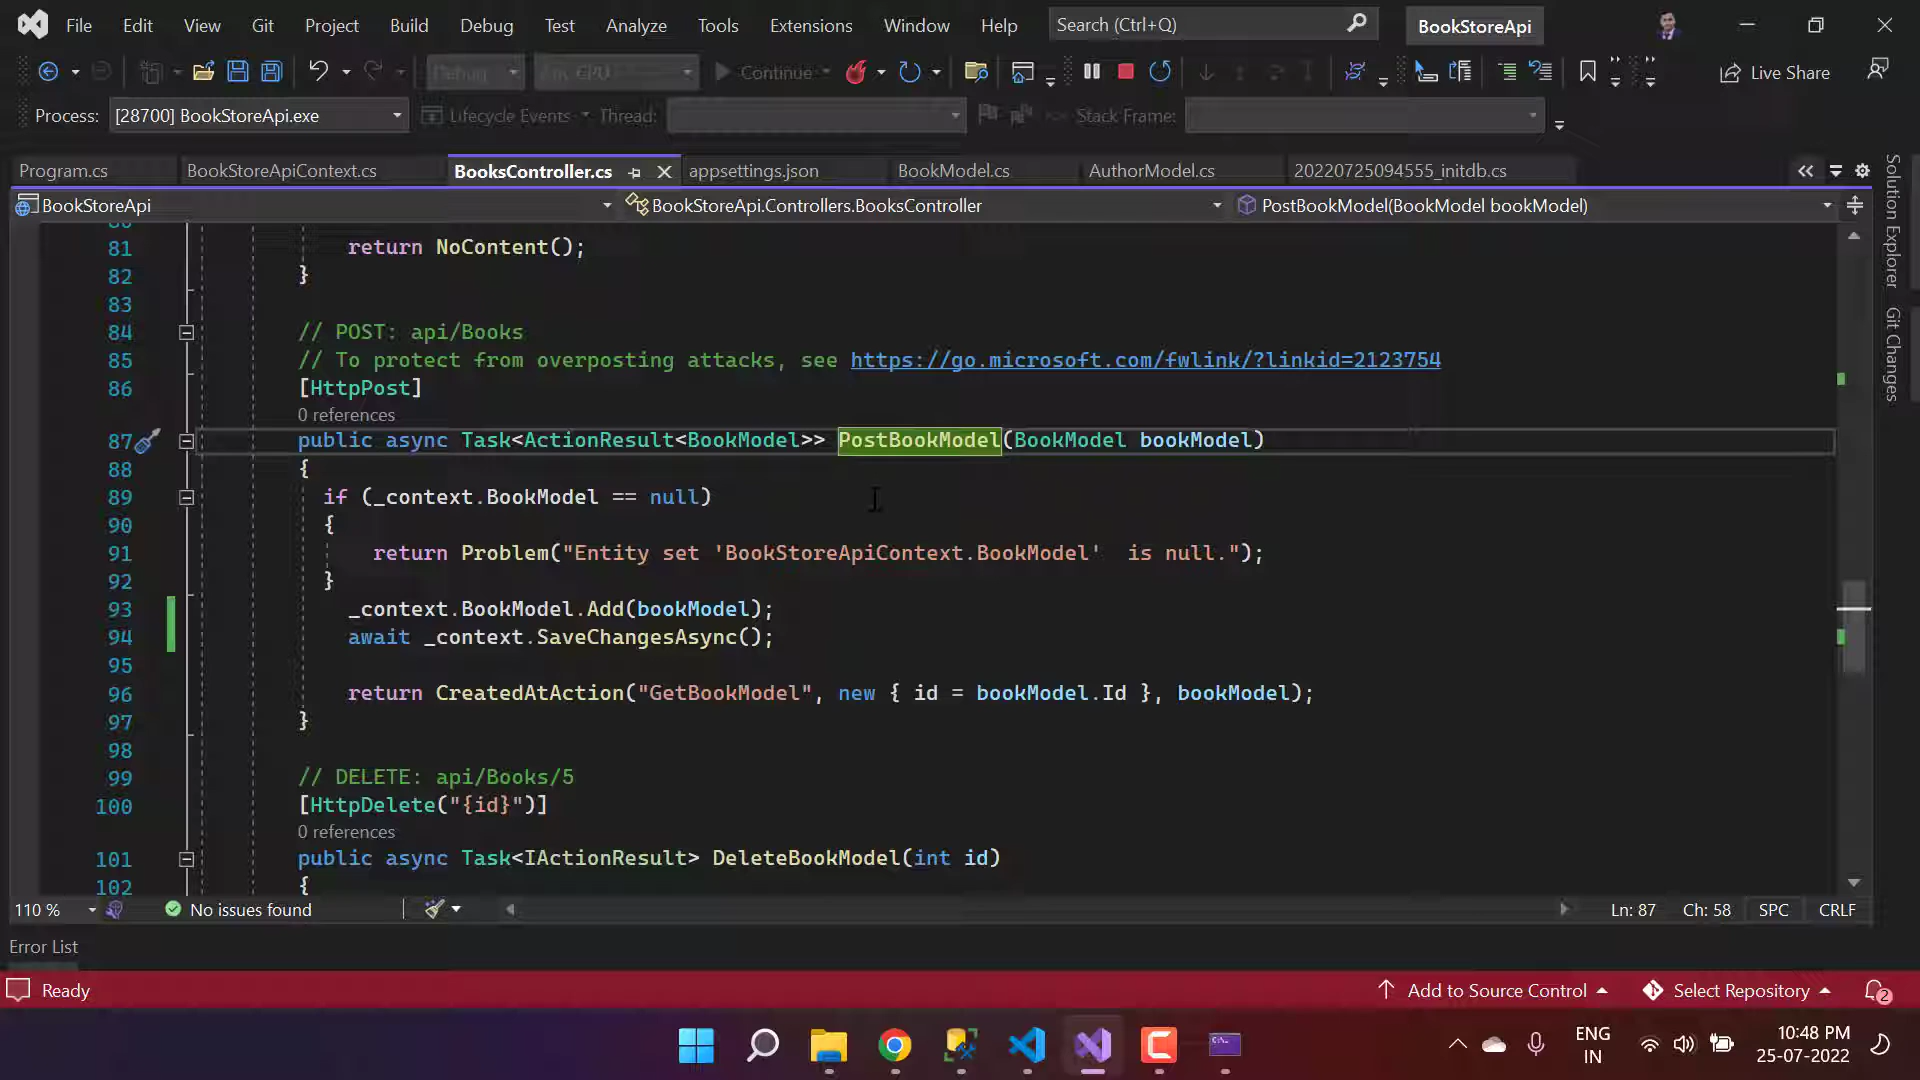 File Edit View Git Project Build Debug Test Analyze Tools Extensions Window Help Search (Ctrl+Q) BookStoreApi
Debug Any CPU Continue Live Share
Process: [28700] BookStoreApi.exe Lifecycle Events Thread: Stack Frame:
Program.cs BookStoreApiContext.cs BooksController.cs appsettings.json BookModel.cs AuthorModel.cs 20220725094555_initdb.cs
BookStoreApi BookStoreApi.Controllers.BooksController PostBookModel(BookModel bookModel)
Solution Explorer
Git Changes
80
81 return NoContent();
82 }
83
84 // POST: api/Books
85 // To protect from overposting attacks, see https://go.microsoft.com/fwlink/?linkid=2123754
86 [HttpPost]
0 references
87 public async Task<ActionResult<BookModel>> PostBookModel(BookModel bookModel)
88 {
89 if (_context.BookModel == null)
90 {
91 return Problem("Entity set 'BookStoreApiContext.BookModel'  is null.");
92 }
93 _context.BookModel.Add(bookModel);
94 await _context.SaveChangesAsync();
95
96 return CreatedAtAction("GetBookModel", new { id = bookModel.Id }, bookModel);
97 }
98
99 // DELETE: api/Books/5
100 [HttpDelete("{id}")]
0 references
101 public async Task<IActionResult> DeleteBookModel(int id)
102 {
110 % No issues found Ln: 87 Ch: 58 SPC CRLF
Error List
Ready Add to Source Control Select Repository 2
ENG
IN
10:48 PM
25-07-2022